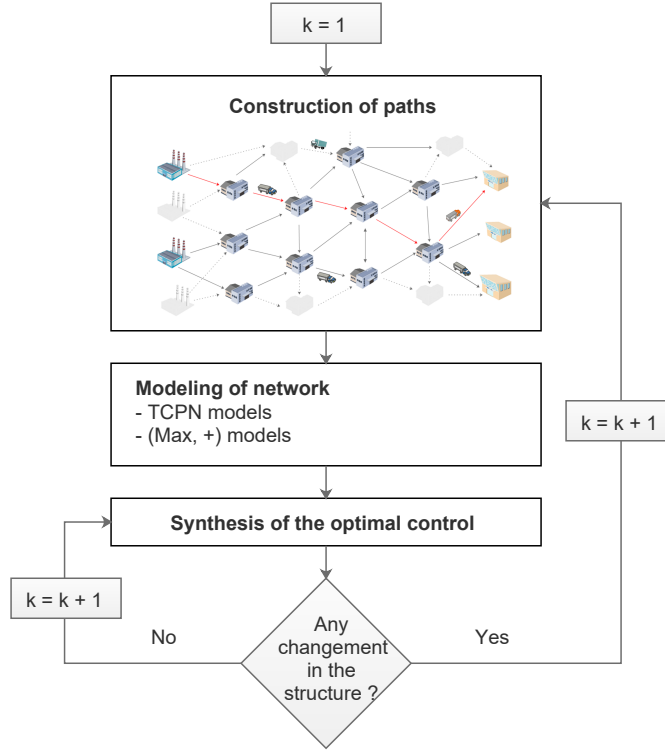 k = 1
Construction of paths
Modeling of network
- TCPN models
- (Max, +) models
k = k + 1
Synthesis of the optimal control
k = k + 1
No
Any
changement
in the
structure ?
Yes